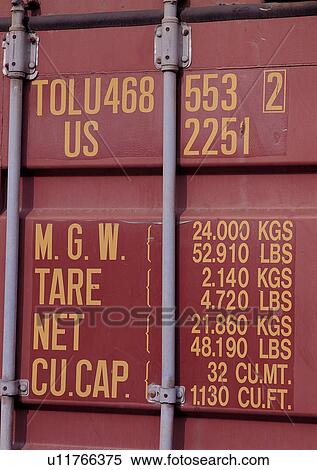 TOLU468 553 2
US 2251
M. G. W. { 24.000 KGS
52.910 LBS
TARE { 2.140 KGS
4.720 LBS
NET { 21.860 KGS
48.190 LBS
CU.CAP. { 32 CU.MT.
1.130 CU.FT.
FOTOSEARCH
u11766375 www.fotosearch.com